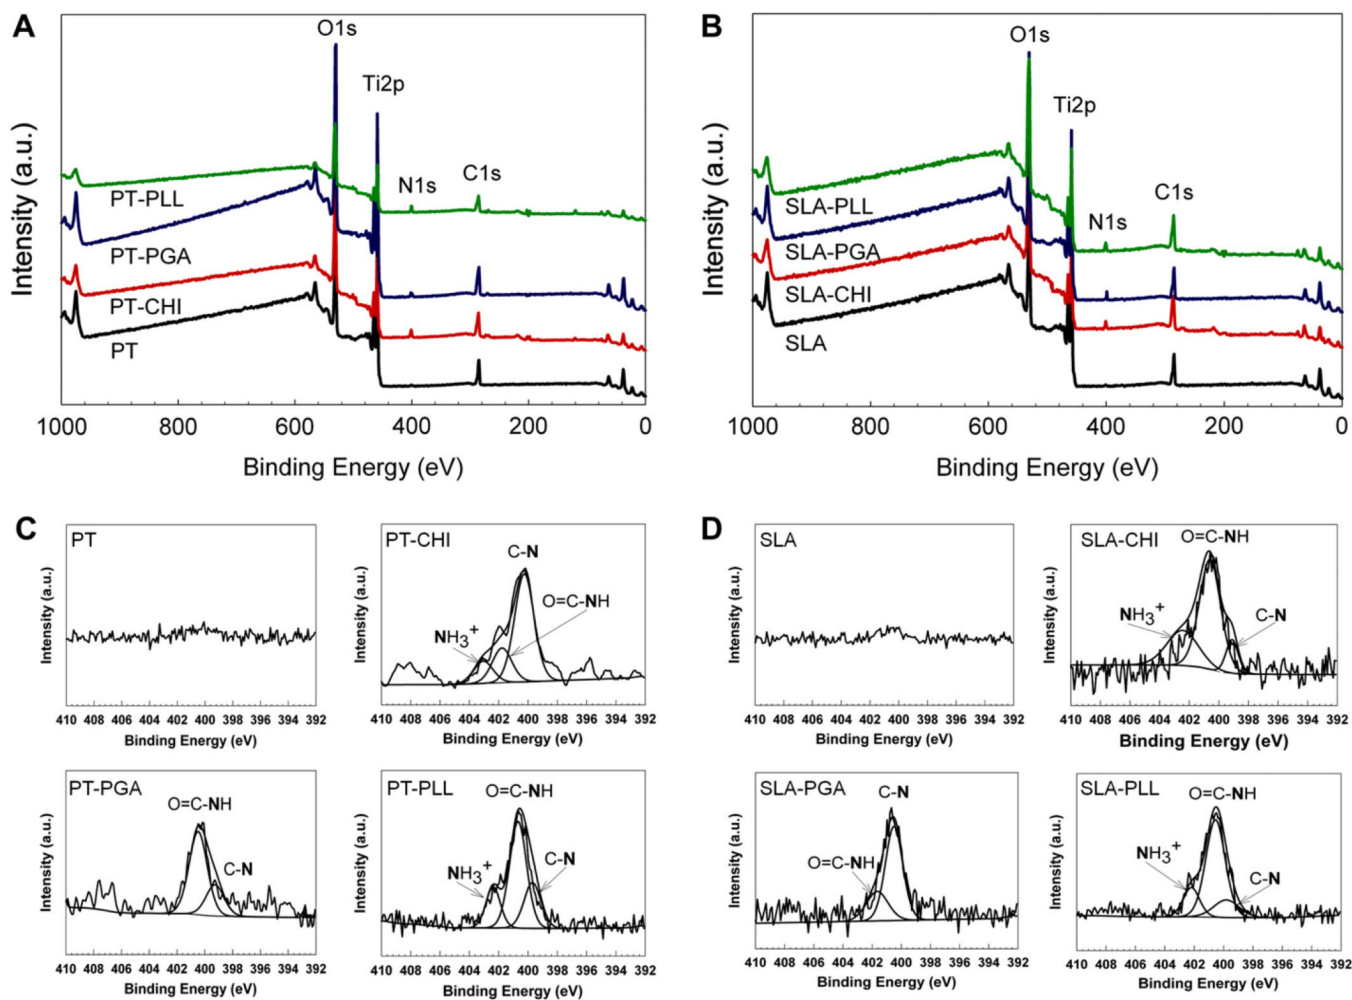 A
O1s
Ti2p
N1s
C1s
PT-PLL
PT-PGA
PT-CHI
PT
Intensity (a.u.)
1000 800 600 400 200 0
Binding Energy (eV)
B
O1s
Ti2p
C1s
N1s
SLA-PLL
SLA-PGA
SLA-CHI
SLA
Intensity (a.u.)
1000 800 600 400 200 0
Binding Energy (eV)
C
PT
Intensity (a.u.)
410 408 406 404 402 400 398 396 394 392
Binding Energy (eV)
PT-CHI
C-N
O=C-NH
NH3+
Intensity (a.u.)
410 408 406 404 402 400 398 396 394 392
Binding Energy (eV)
PT-PGA
O=C-NH
C-N
Intensity (a.u.)
410 408 406 404 402 400 398 396 394 392
Binding Energy (eV)
PT-PLL
O=C-NH
NH3+
C-N
Intensity (a.u.)
410 408 406 404 402 400 398 396 394 392
Binding Energy (eV)
D
SLA
Intensity (a.u.)
410 408 406 404 402 400 398 396 394 392
Binding Energy (eV)
SLA-CHI
O=C-NH
NH3+
C-N
Intensity (a.u.)
410 408 406 404 402 400 398 396 394 392
Binding Energy (eV)
SLA-PGA
C-N
O=C-NH
Intensity (a.u.)
410 408 406 404 402 400 398 396 394 392
Binding Energy (eV)
SLA-PLL
O=C-NH
NH3+
C-N
Intensity (a.u.)
410 408 406 404 402 400 398 396 394 392
Binding Energy (eV)